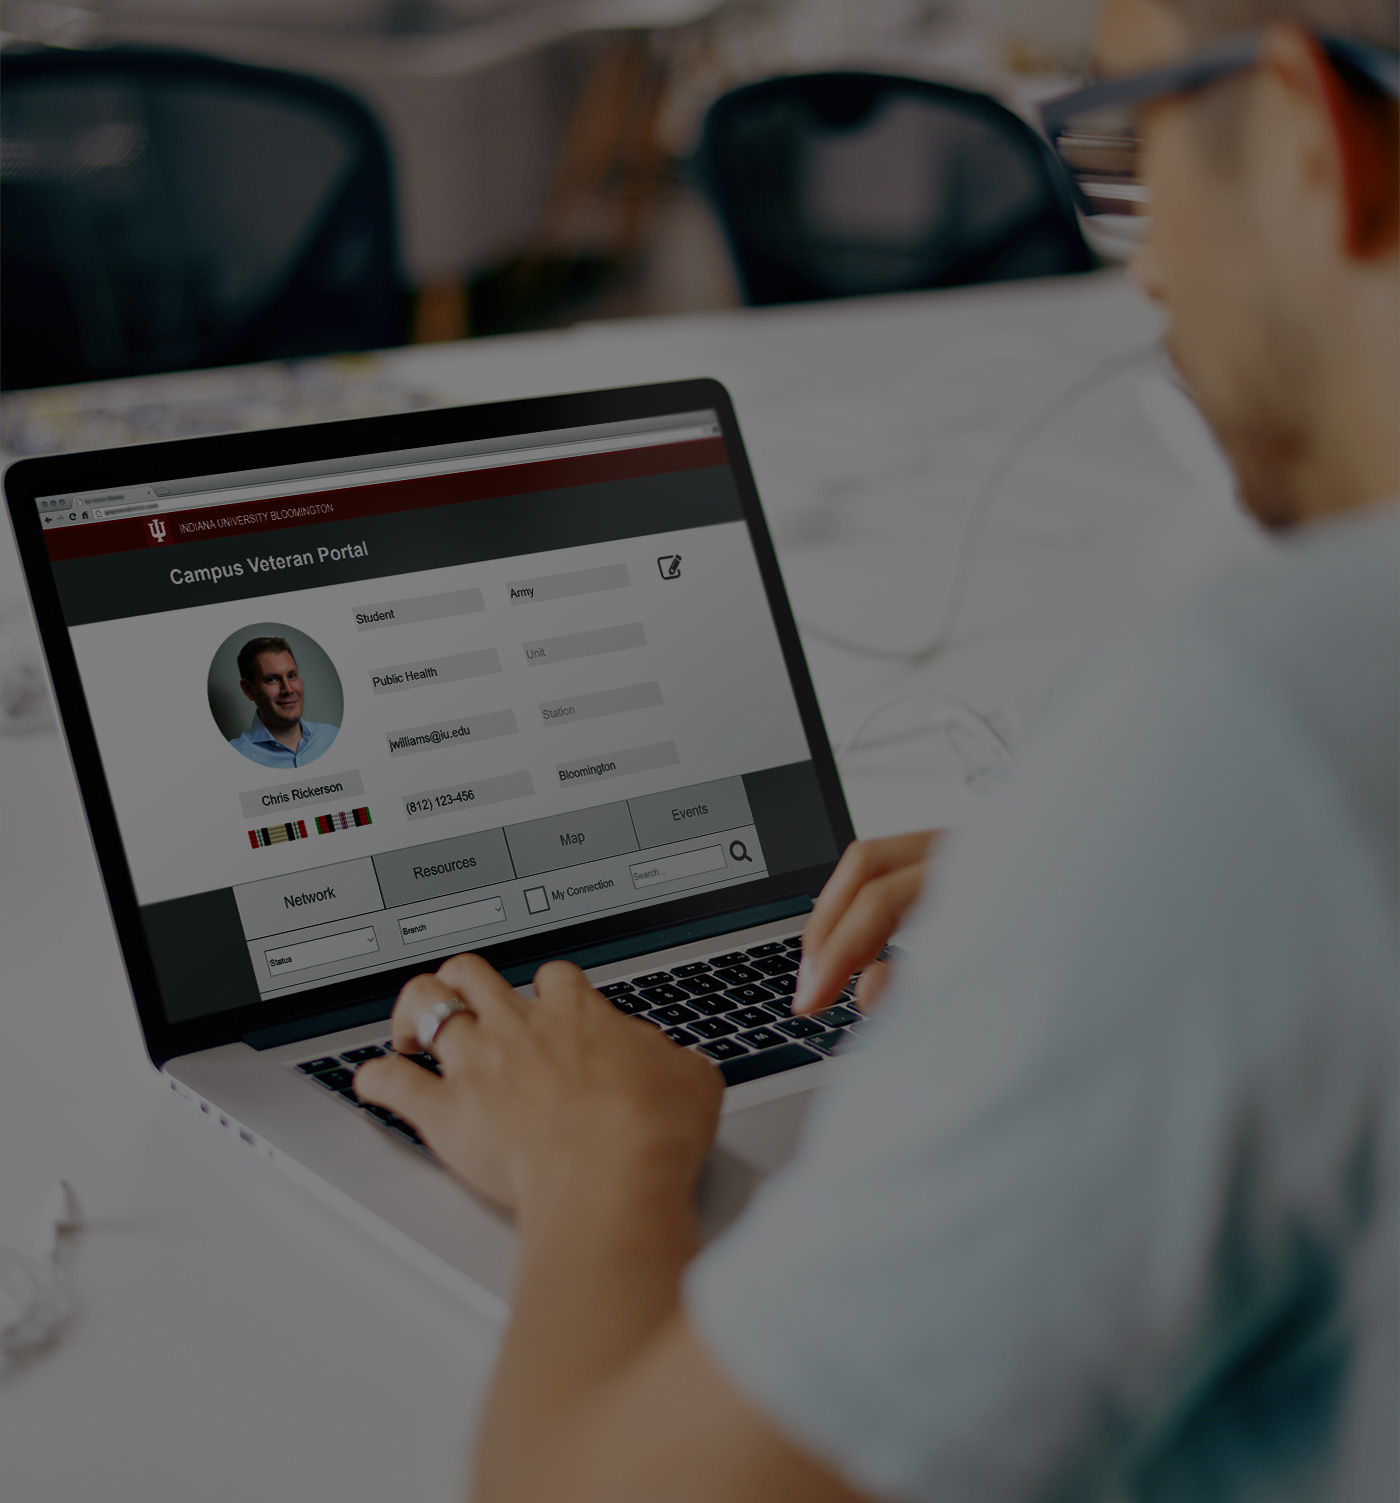 INDIANA UNIVERSITY BLOOMINGTON
Campus Veteran Portal
Student
Army
Public Health
Unit
jwilliams@iu.edu
Station
Chris Rickerson
(812) 123-456
Bloomington
Network
Resources
Map
Events
Status
Branch
My Connection
Search...